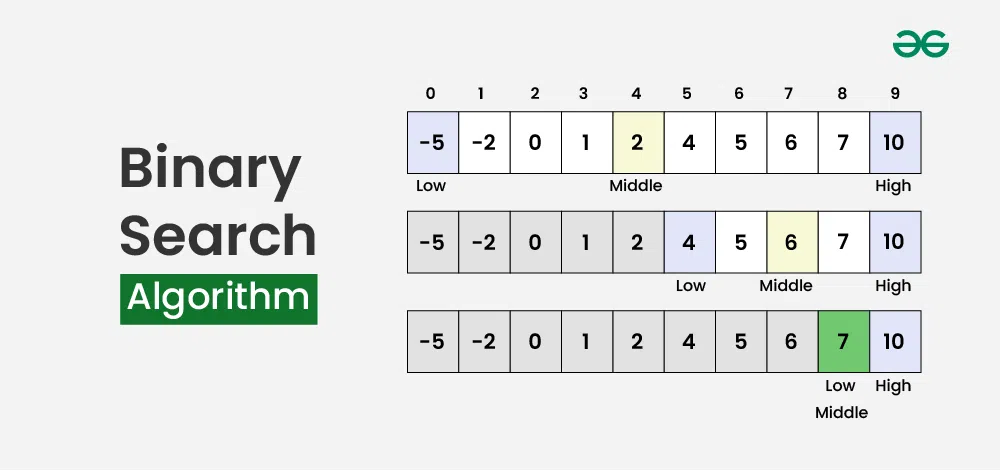 Binary
Search
Algorithm
0 1 2 3 4 5 6 7 8 9
-5 -2 0 1 2 4 5 6 7 10
Low Middle High
-5 -2 0 1 2 4 5 6 7 10
Low Middle High
-5 -2 0 1 2 4 5 6 7 10
Low High
Middle